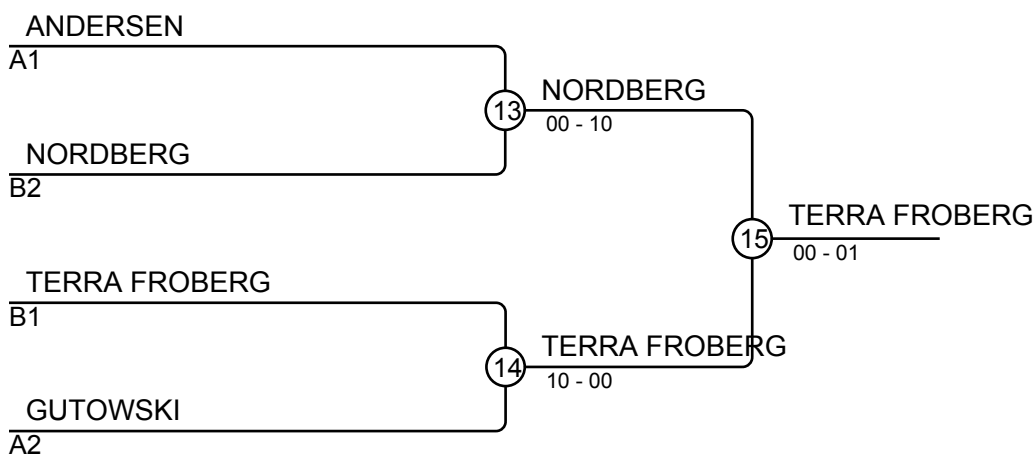 ANDERSEN
A1
13
NORDBERG
00 - 10
NORDBERG
B2
15
TERRA FROBERG
00 - 01
TERRA FROBERG
B1
14
TERRA FROBERG
10 - 00
GUTOWSKI
A2